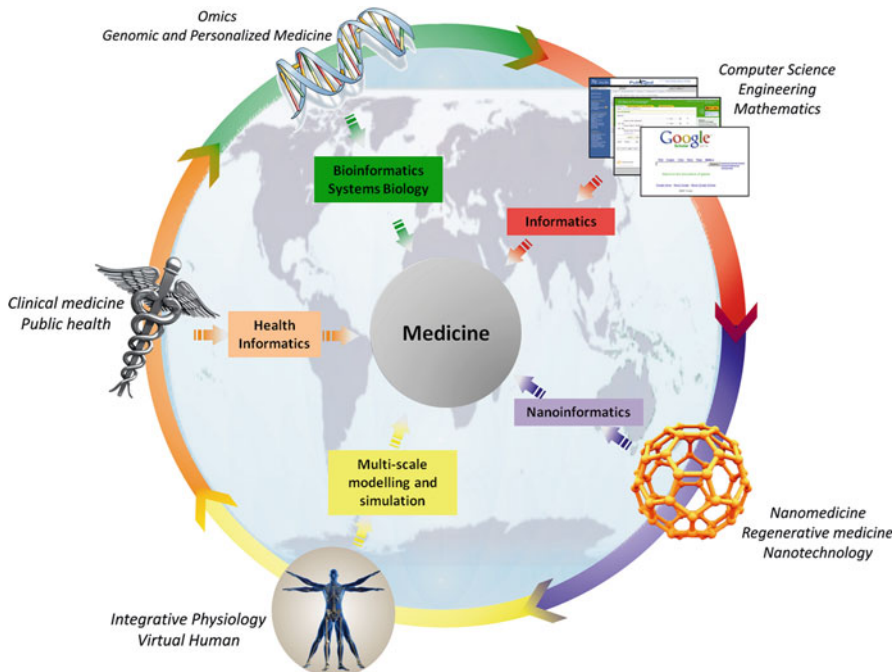 Omics
Genomic and Personalized Medicine
Computer Science
Engineering
Mathematics
Google
Bioinformatics
Systems Biology
Informatics
Clinical medicine
Public health
Health
Informatics
Medicine
Nanoinformatics
Multi-scale
modelling and
simulation
Nanomedicine
Regenerative medicine
Nanotechnology
Integrative Physiology
Virtual Human